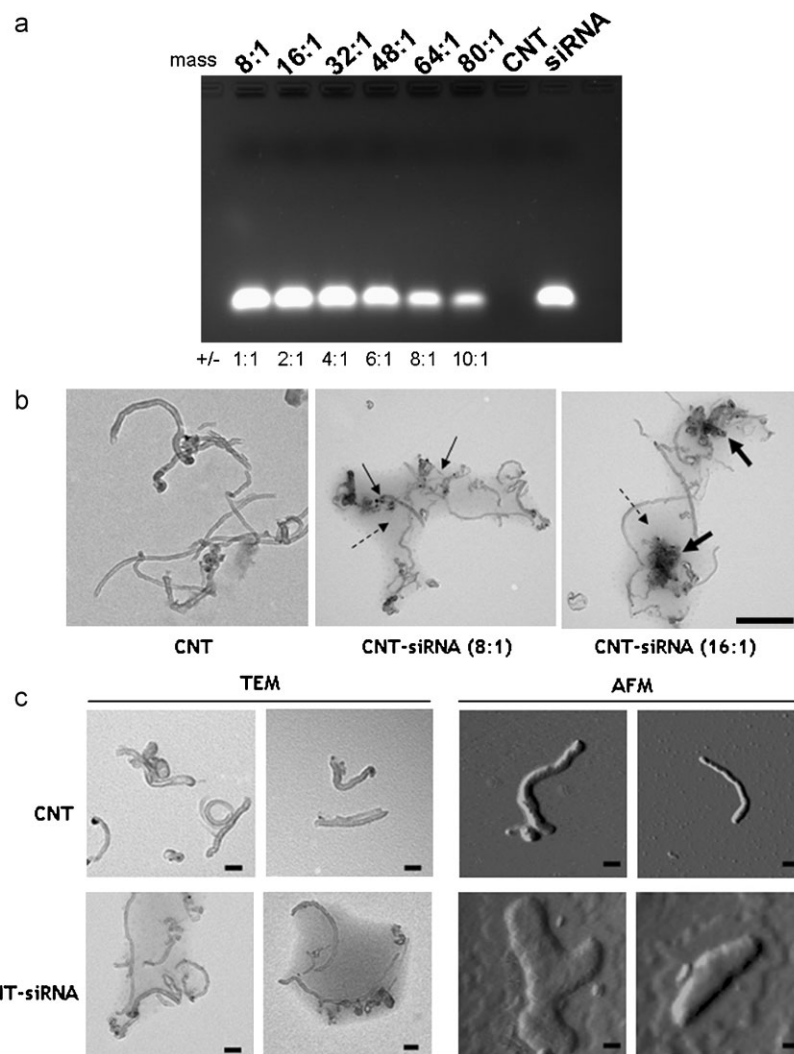 a
mass 8:1 16:1 32:1 48:1 64:1 80:1 CNT siRNA
+/- 1:1 2:1 4:1 6:1 8:1 10:1
b
CNT CNT-siRNA (8:1) CNT-siRNA (16:1)
c
TEM AFM
CNT
NT-siRNA